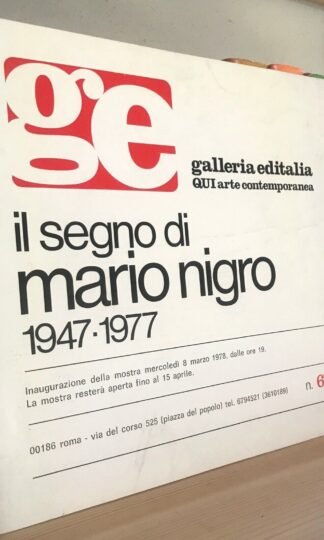 ge
galleria editalia
QUI arte contemporanea
il segno di
mario nigro
1947·1977
Inaugurazione della mostra mercoledì 8 marzo 1978, dalle ore 19.
La mostra resterà aperta fino al 15 aprile.
n. 6
00186 roma - via del corso 525 (piazza del popolo) tel. 6794521 (3610189)